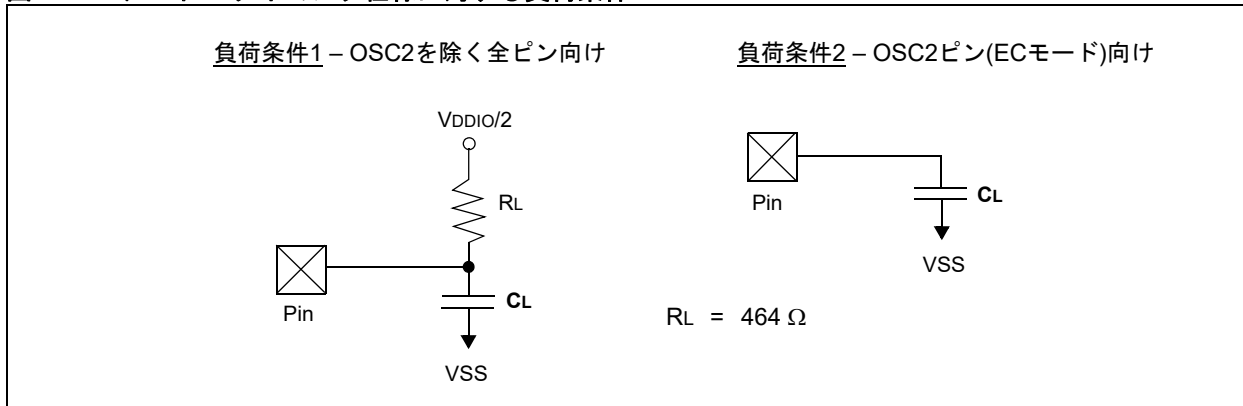 負荷条件1 – OSC2を除く全ピン向け
負荷条件2 – OSC2ピン(ECモード)向け
VDDIO/2
RL
Pin
CL
VSS
Pin
CL
VSS
RL = 464 Ω